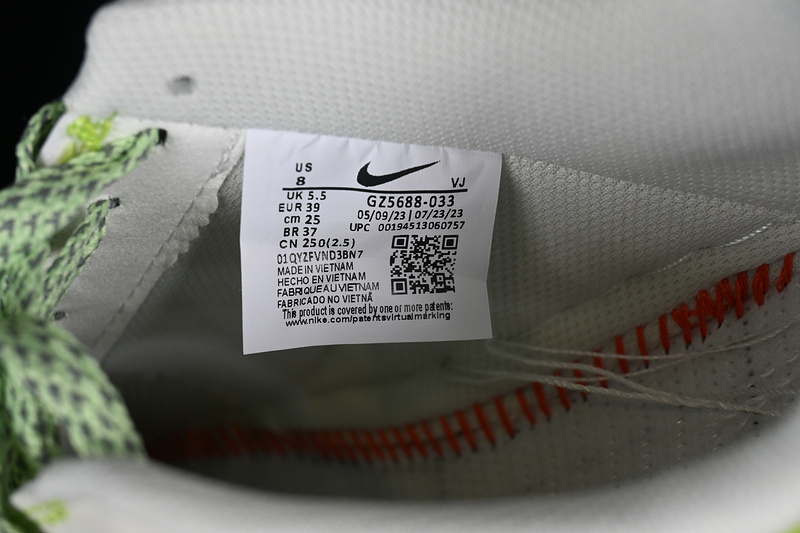 US
8
VJ
UK 5.5
EUR 39
cm 25
BR 37
CN 250(2.5)
GZ5688-033
05/09/23 | 07/23/23
UPC 00194513060757
01QYZFVND3BN7
MADE IN VIETNAM
HECHO EN VIETNAM
FABRIQUE AU VIETNAM
FABRICADO NO VIETNÃ
This product is covered by one or more patents:
www.nike.com/patentsvirtualmarking